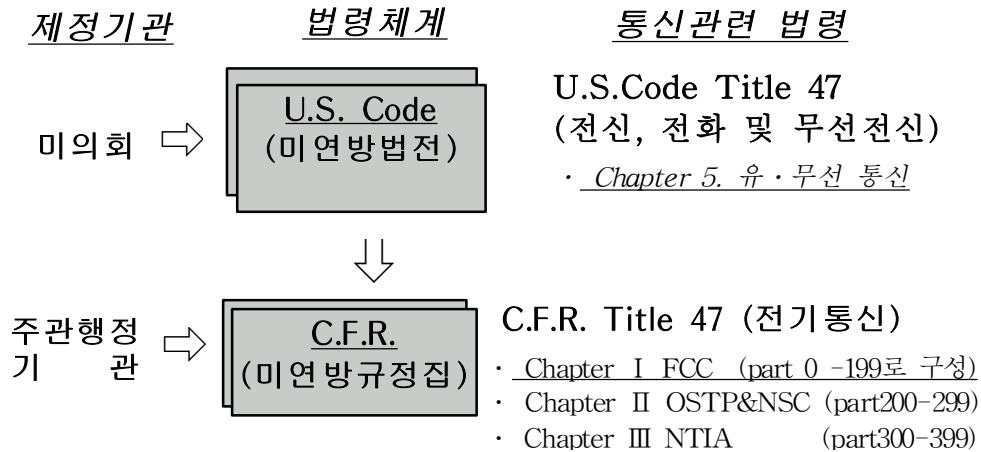 제정기관 법령체계 통신관련 법령
U.S. Code
(미연방법전)
미의회
U.S.Code Title 47
(전신, 전화 및 무선전신)
· Chapter 5. 유·무선 통신
주관행정
기 관
C.F.R.
(미연방규정집)
C.F.R. Title 47 (전기통신)
· Chapter Ⅰ FCC (part 0 -199로 구성)
· Chapter Ⅱ OSTP&NSC (part200-299)
· Chapter Ⅲ NTIA (part300-399)